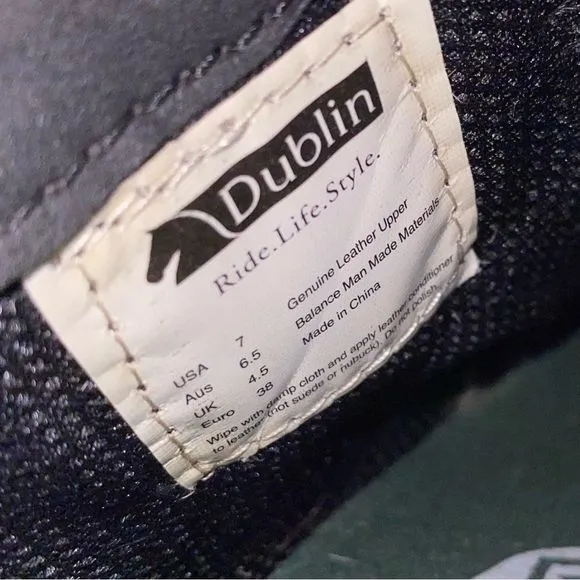 Dublin
Ride.Life.Style.
Genuine Leather Upper
Balance Man Made Materials
Made in China
USA 7
Aus 6.5
UK 4.5
Euro 38
Wipe with damp cloth and apply leather conditioner
to leather (not suede or nubuck). Do not polish.